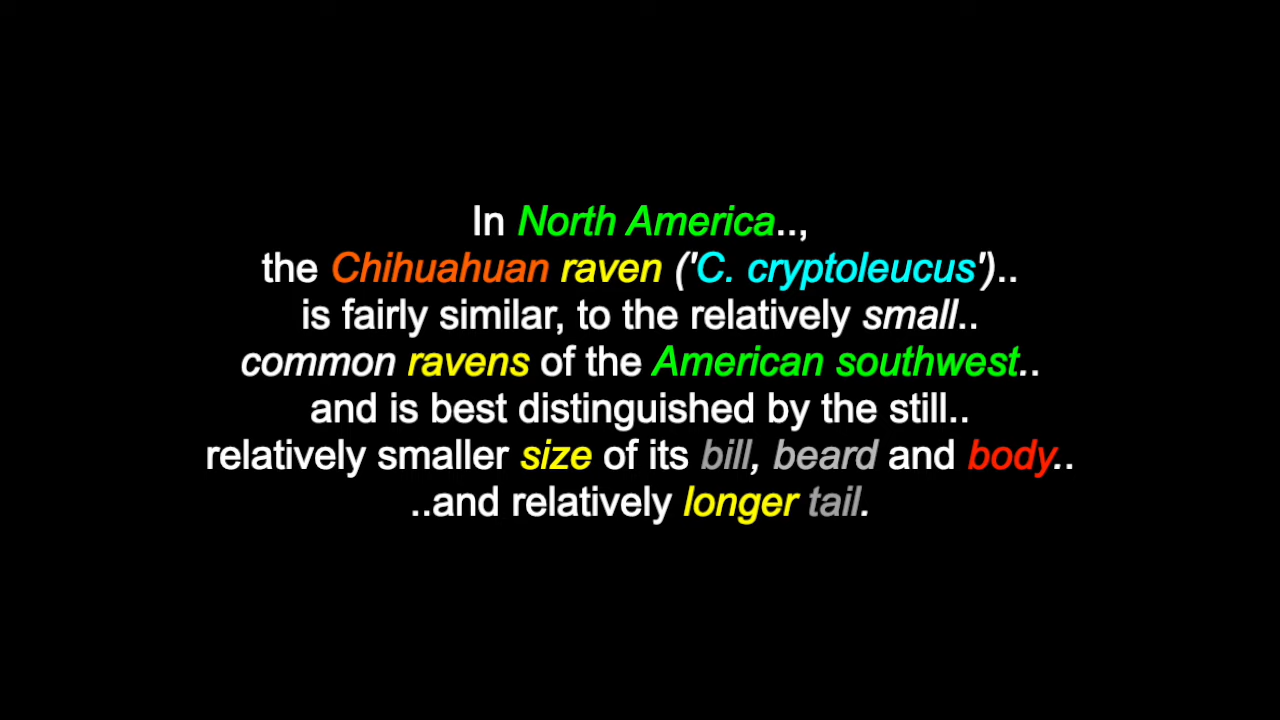 In North America..,
the Chihuahuan raven ('C. cryptoleucus')..
is fairly similar, to the relatively small..
common ravens of the American southwest..
and is best distinguished by the still..
relatively smaller size of its bill, beard and body..
..and relatively longer tail.